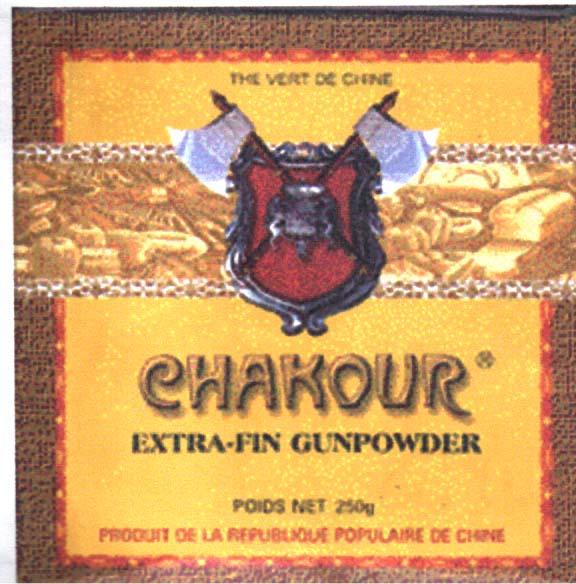 THE VERT DE CHINE
CHAKOUR®
EXTRA-FIN GUNPOWDER
POIDS NET 250g
PRODUIT DE LA REPUBLIQUE POPULAIRE DE CHINE